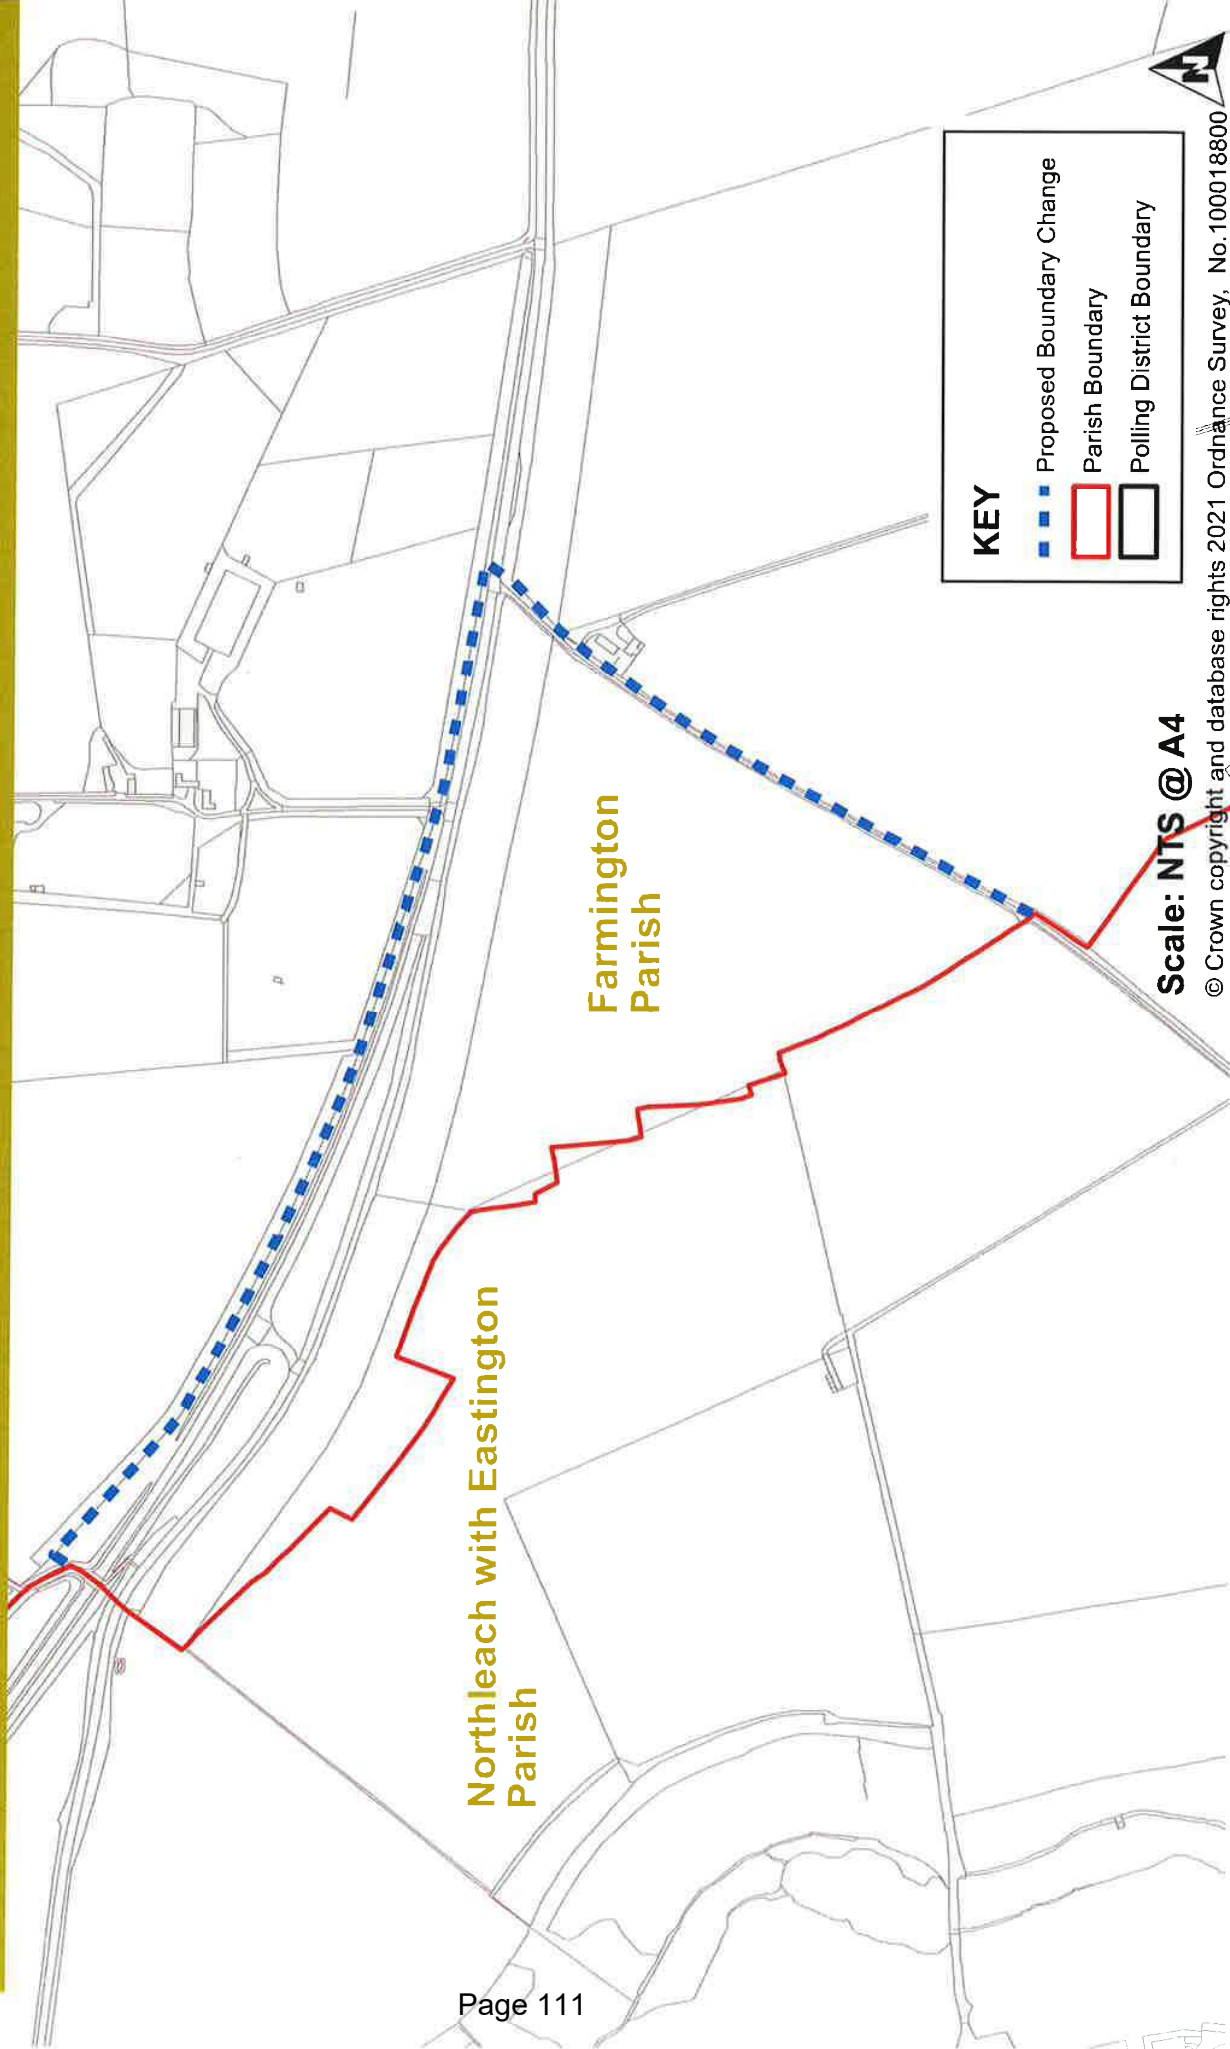 Farmington
Parish
Northleach with Eastington
Parish
KEY
Proposed Boundary Change
Parish Boundary
Polling District Boundary
N
Scale: NTS @ A4
© Crown copyright and database rights 2021 Ordnance Survey, No.100018800
Page 111